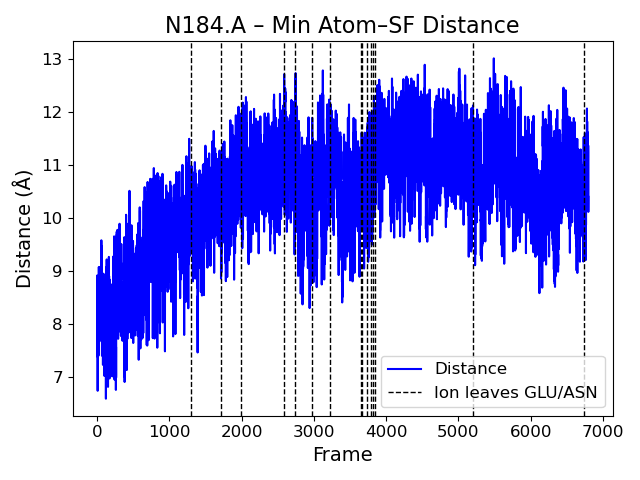 N184.A – Min Atom–SF Distance
13
12
11
10
9
8
7
Distance (Å)
Distance
Ion leaves GLU/ASN
0 1000 2000 3000 4000 5000 6000 7000
Frame